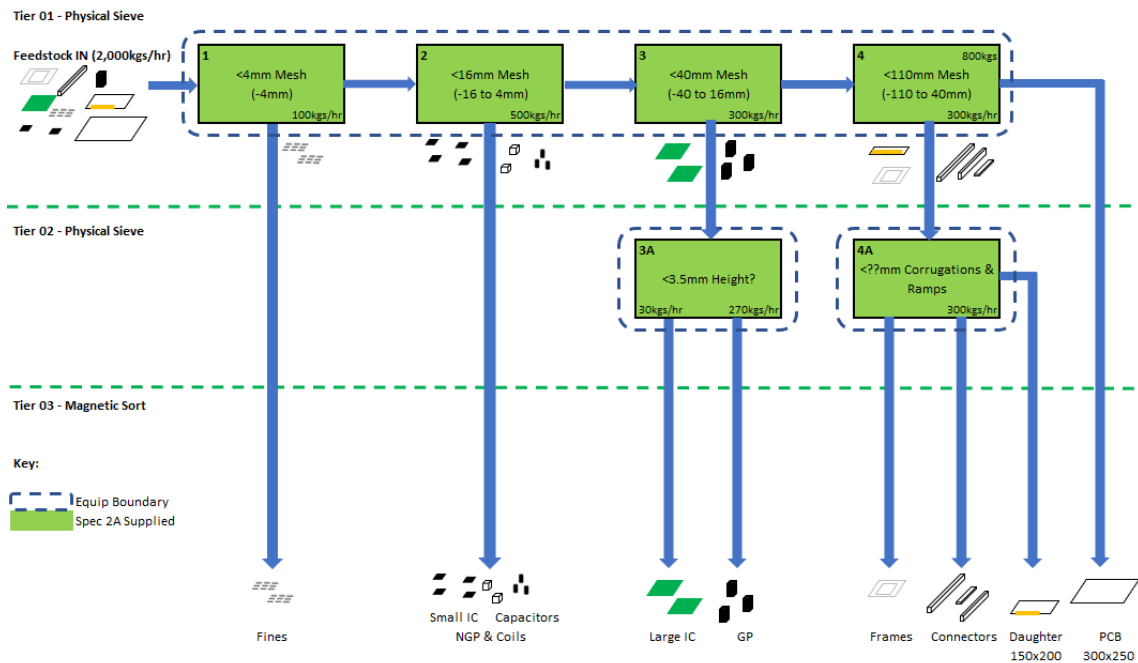 Tier 01 - Physical Sieve
Feedstock IN (2,000kgs/hr)
1
<4mm Mesh
(-4mm)
100kgs/hr
2
<16mm Mesh
(-16 to 4mm)
500kgs/hr
3
<40mm Mesh
(-40 to 16mm)
300kgs/hr
4
800kgs
<110mm Mesh
(-110 to 40mm)
300kgs/hr
Tier 02 - Physical Sieve
3A
<3.5mm Height?
30kgs/hr
270kgs/hr
4A
<??mm Corrugations &
Ramps
300kgs/hr
Tier 03 - Magnetic Sort
Key:
Equip Boundary
Spec 2A Supplied
Fines
Small IC
Capacitors
NGP & Coils
Large IC
GP
Frames
Connectors
Daughter
150x200
PCB
300x250